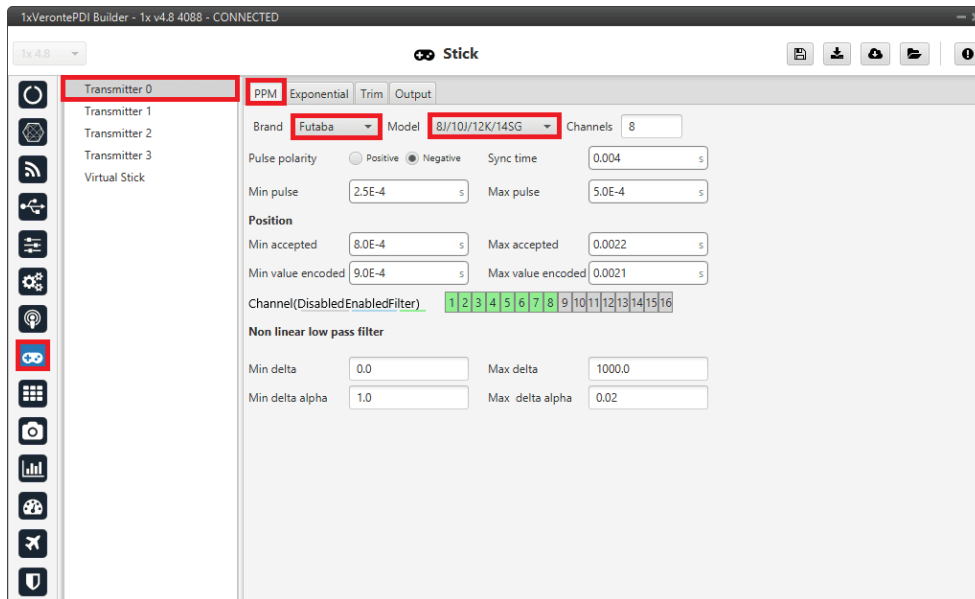 1xVerontePDI Builder - 1x v4.8 4088 - CONNECTED
1x 4.8
Stick
Transmitter 0
Transmitter 1
Transmitter 2
Transmitter 3
Virtual Stick
PPM Exponential Trim Output
Brand Futaba Model 8J/10J/12K/14SG Channels 8
Pulse polarity Positive Negative Sync time 0.004 s
Min pulse 2.5E-4 s Max pulse 5.0E-4 s
Position
Min accepted 8.0E-4 s Max accepted 0.0022 s
Min value encoded 9.0E-4 s Max value encoded 0.0021 s
Channel(DisabledEnabledFilter) 1 2 3 4 5 6 7 8 9 10 11 12 13 14 15 16
Non linear low pass filter
Min delta 0.0 Max delta 1000.0
Min delta alpha 1.0 Max delta alpha 0.02